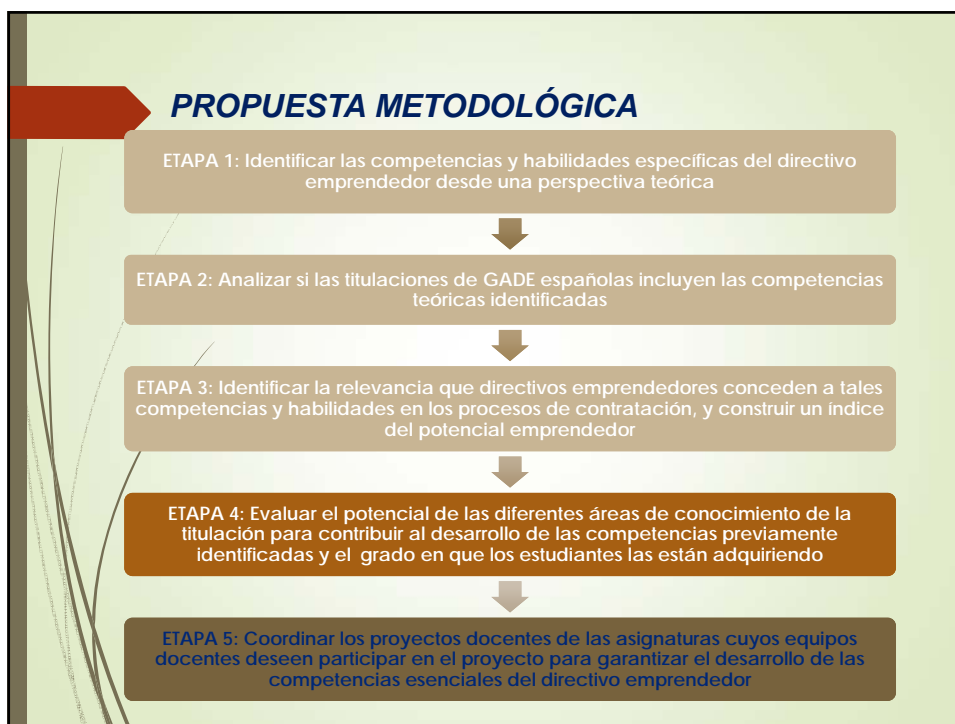 PROPUESTA METODOLÓGICA
ETAPA 1: Identificar las competencias y habilidades específicas del directivo
emprendedor desde una perspectiva teórica
ETAPA 2: Analizar si las titulaciones de GADE españolas incluyen las competencias
teóricas identificadas
ETAPA 3: Identificar la relevancia que directivos emprendedores conceden a tales
competencias y habilidades en los procesos de contratación, y construir un índice
del potencial emprendedor
ETAPA 4: Evaluar el potencial de las diferentes áreas de conocimiento de la
titulación para contribuir al desarrollo de las competencias previamente
identificadas y el grado en que los estudiantes las están adquiriendo
ETAPA 5: Coordinar los proyectos docentes de las asignaturas cuyos equipos
docentes deseen participar en el proyecto para garantizar el desarrollo de las
competencias esenciales del directivo emprendedor